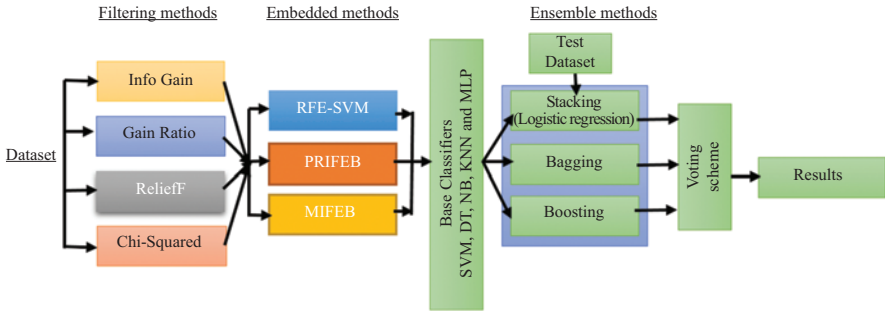 Filtering methods
Embedded methods
Ensemble methods
Dataset
Info Gain
Gain Ratio
ReliefF
Chi-Squared
RFE-SVM
PRIFEB
MIFEB
Base Classifiers
SVM, DT, NB, KNN and MLP
Test
Dataset
Stacking
(Logistic regression)
Bagging
Boosting
Voting
scheme
Results